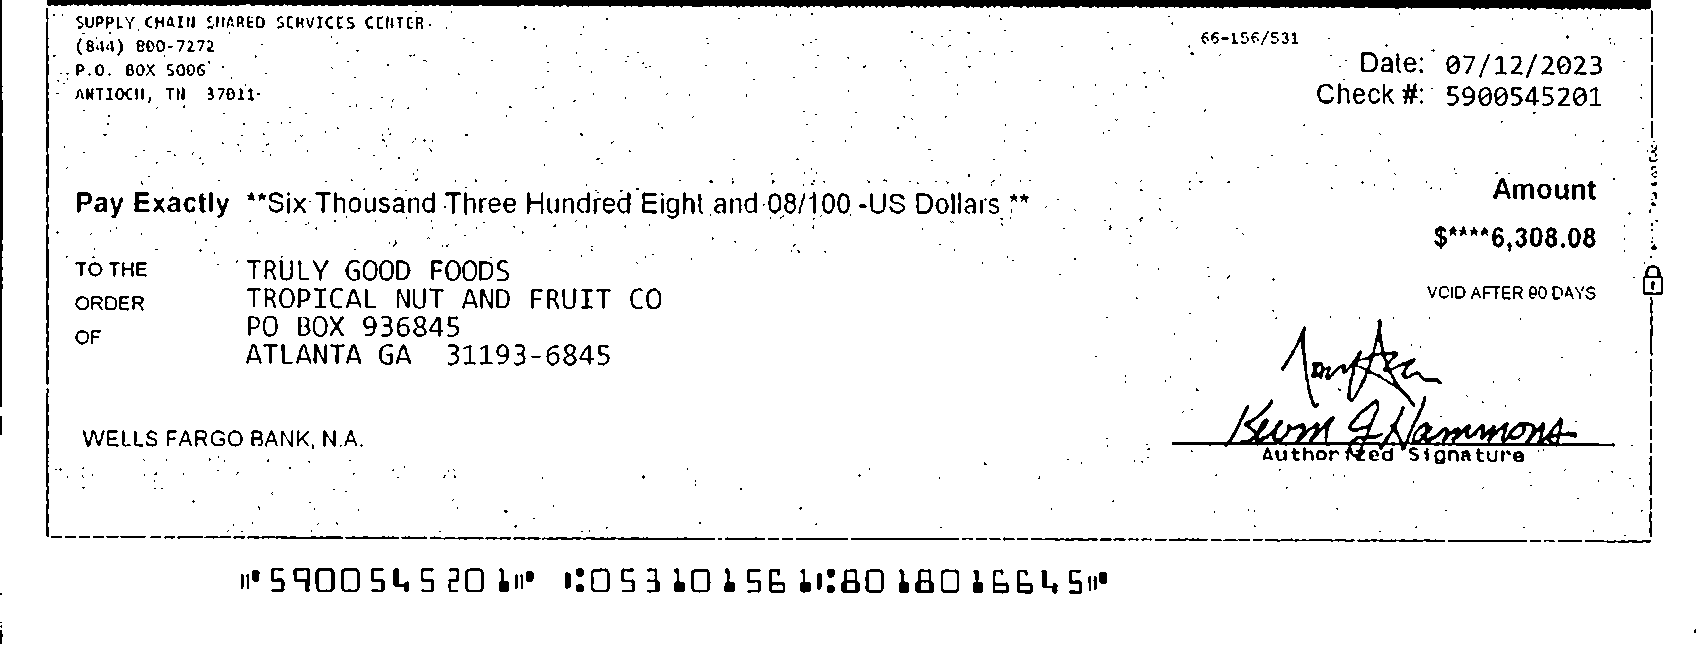 SUPPLY CHAIN SHARED SERVICES CENTER
(844) 800-7272
P.O. BOX 5006
ANTIOCH, TN 37011
66-156/531
Date: 07/12/2023
Check #: 5900545201
Pay Exactly **Six Thousand Three Hundred Eight and 08/100 -US Dollars **
Amount
$****6,308.08
TO THE
ORDER
OF
TRULY GOOD FOODS
TROPICAL NUT AND FRUIT CO
PO BOX 936845
ATLANTA GA 31193-6845
VOID AFTER 90 DAYS
WELLS FARGO BANK, N.A.
Kevin J Hammons
Authorized Signature
⑈5900545201⑈ ⑆053101561⑆8018016645⑈